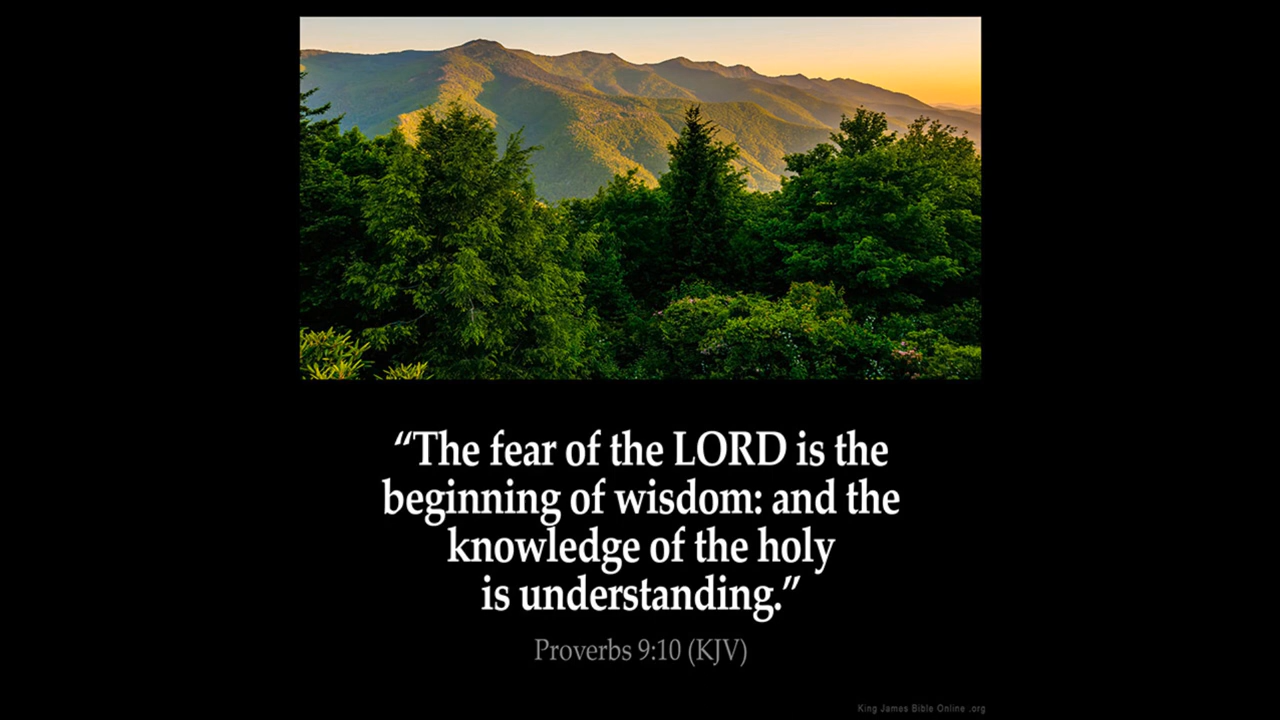 “The fear of the LORD is the
beginning of wisdom: and the
knowledge of the holy
is understanding.”
Proverbs 9:10 (KJV)
King James Bible Online .org